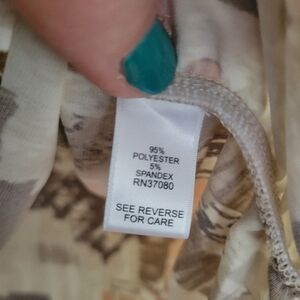 95%
POLYESTER
5%
SPANDEX
RN37080
SEE REVERSE
FOR CARE